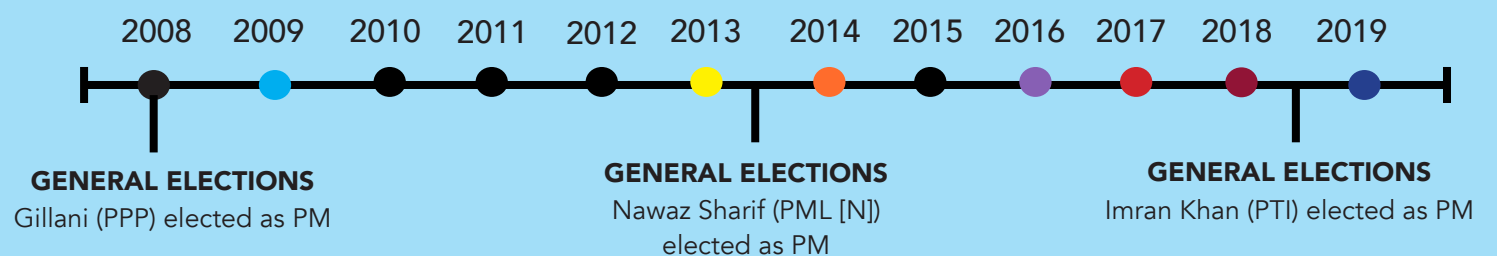 2008 2009 2010 2011 2012 2013 2014 2015 2016 2017 2018 2019
GENERAL ELECTIONS
Gillani (PPP) elected as PM
GENERAL ELECTIONS
Nawaz Sharif (PML [N])
elected as PM
GENERAL ELECTIONS
Imran Khan (PTI) elected as PM